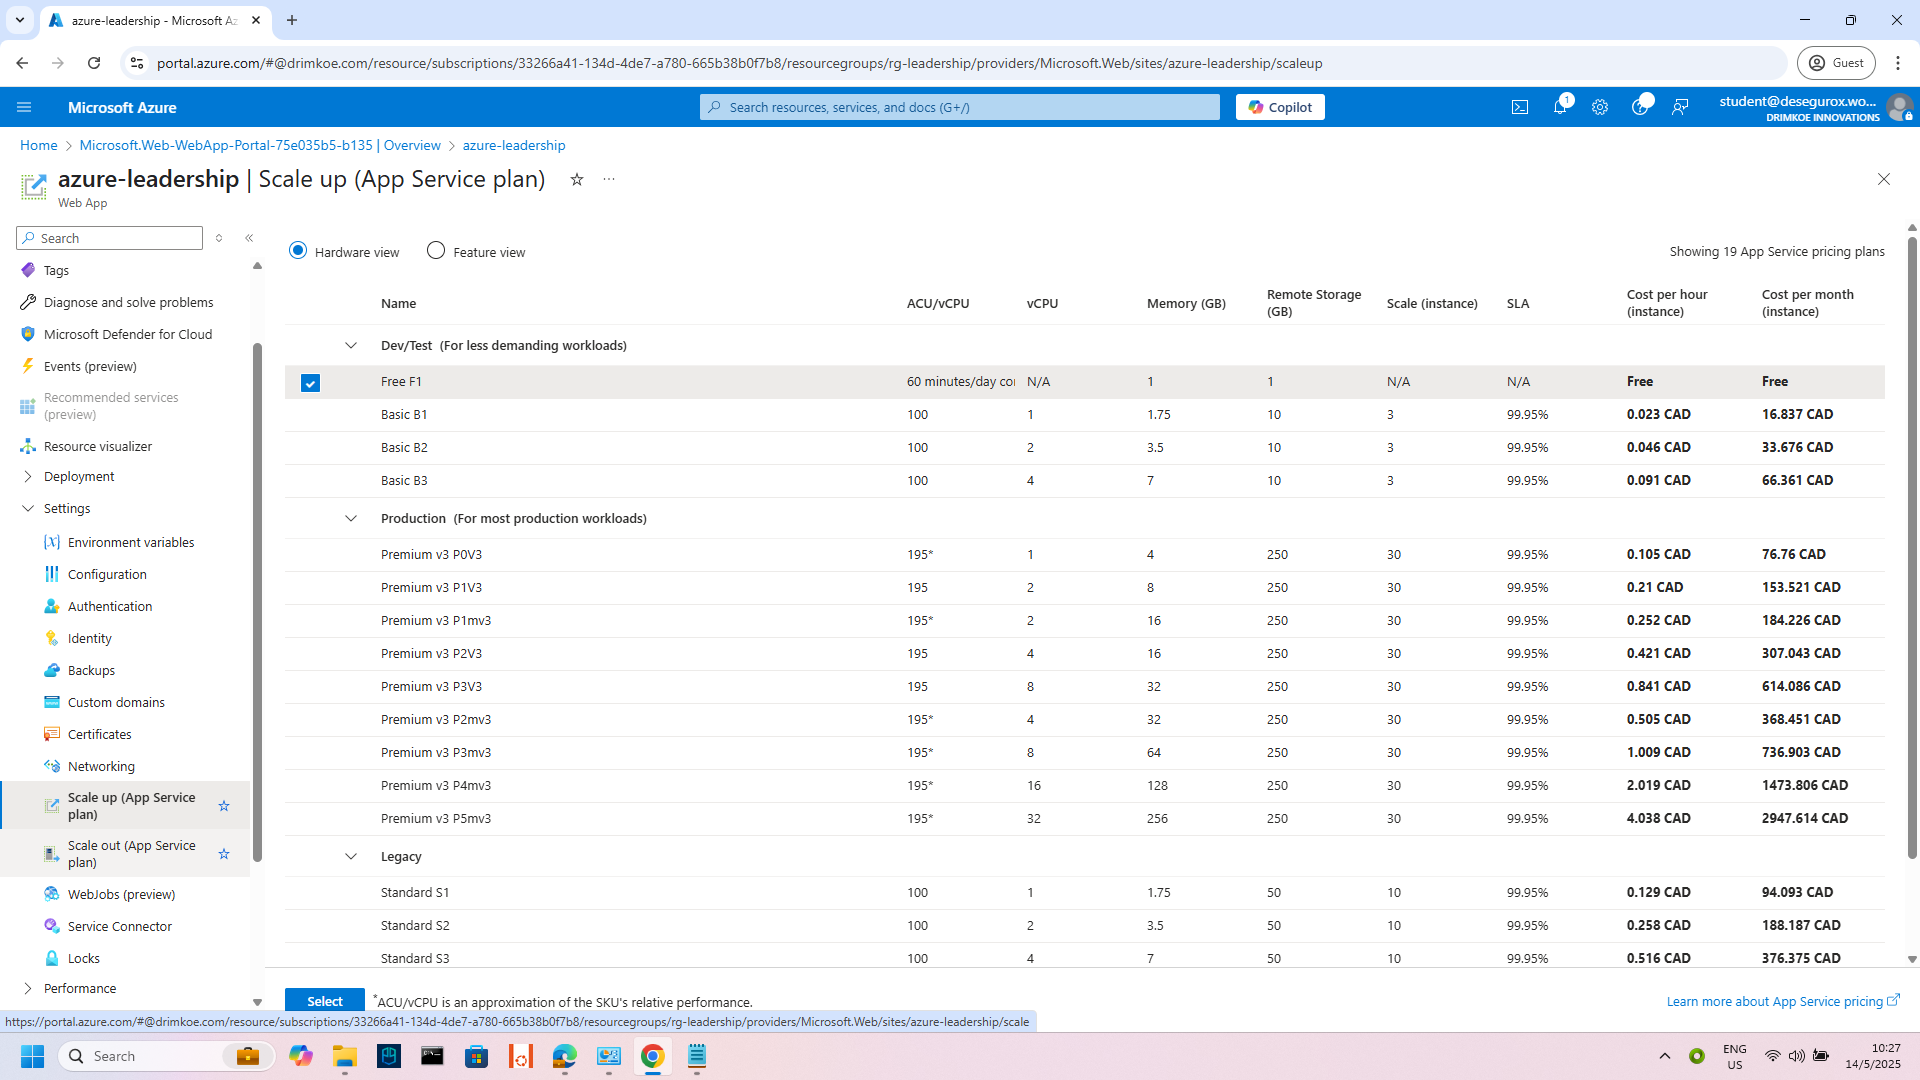 azure-leadership - Microsoft Az
portal.azure.com/#@drimkoe.com/resource/subscriptions/33266a41-134d-4de7-a780-665b38b0f7b8/resourcegroups/rg-leadership/providers/Microsoft.Web/sites/azure-leadership/scaleup
Guest
Microsoft Azure
Search resources, services, and docs (G+/)
Copilot
1
student@desegurox.wo...
DRIMKOE INNOVATIONS
Home > Microsoft.Web-WebApp-Portal-75e035b5-b135 | Overview > azure-leadership
azure-leadership | Scale up (App Service plan)
Web App
Search
Tags
Diagnose and solve problems
Microsoft Defender for Cloud
Events (preview)
Recommended services
(preview)
Resource visualizer
Deployment
Settings
Environment variables
Configuration
Authentication
Identity
Backups
Custom domains
Certificates
Networking
Scale up (App Service
plan)
Scale out (App Service
plan)
WebJobs (preview)
Service Connector
Locks
Performance
Hardware view
Feature view
Showing 19 App Service pricing plans
Name ACU/vCPU vCPU Memory (GB) Remote Storage (GB) Scale (instance) SLA Cost per hour (instance) Cost per month (instance)
Dev/Test (For less demanding workloads)
Free F1 60 minutes/day cor N/A 1 1 N/A N/A Free Free
Basic B1 100 1 1.75 10 3 99.95% 0.023 CAD 16.837 CAD
Basic B2 100 2 3.5 10 3 99.95% 0.046 CAD 33.676 CAD
Basic B3 100 4 7 10 3 99.95% 0.091 CAD 66.361 CAD
Production (For most production workloads)
Premium v3 P0V3 195* 1 4 250 30 99.95% 0.105 CAD 76.76 CAD
Premium v3 P1V3 195 2 8 250 30 99.95% 0.21 CAD 153.521 CAD
Premium v3 P1mv3 195* 2 16 250 30 99.95% 0.252 CAD 184.226 CAD
Premium v3 P2V3 195 4 16 250 30 99.95% 0.421 CAD 307.043 CAD
Premium v3 P3V3 195 8 32 250 30 99.95% 0.841 CAD 614.086 CAD
Premium v3 P2mv3 195* 4 32 250 30 99.95% 0.505 CAD 368.451 CAD
Premium v3 P3mv3 195* 8 64 250 30 99.95% 1.009 CAD 736.903 CAD
Premium v3 P4mv3 195* 16 128 250 30 99.95% 2.019 CAD 1473.806 CAD
Premium v3 P5mv3 195* 32 256 250 30 99.95% 4.038 CAD 2947.614 CAD
Legacy
Standard S1 100 1 1.75 50 10 99.95% 0.129 CAD 94.093 CAD
Standard S2 100 2 3.5 50 10 99.95% 0.258 CAD 188.187 CAD
Standard S3 100 4 7 50 10 99.95% 0.516 CAD 376.375 CAD
Select
*ACU/vCPU is an approximation of the SKU's relative performance.
Learn more about App Service pricing
https://portal.azure.com/#@drimkoe.com/resource/subscriptions/33266a41-134d-4de7-a780-665b38b0f7b8/resourcegroups/rg-leadership/providers/Microsoft.Web/sites/azure-leadership/scale
Search
ENG
US
10:27
14/5/2025